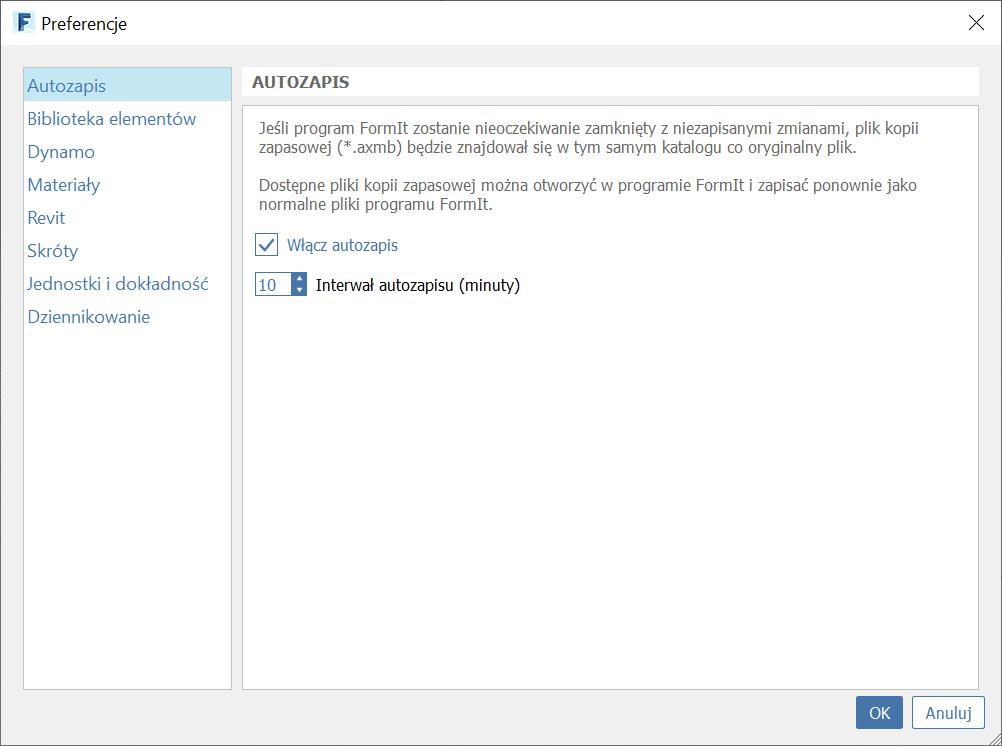 Preferencje
Autozapis
Biblioteka elementów
Dynamo
Materiały
Revit
Skróty
Jednostki i dokładność
Dziennikowanie
AUTOZAPIS
Jeśli program FormIt zostanie nieoczekiwanie zamknięty z niezapisanymi zmianami, plik kopii
zapasowej (*.axmb) będzie znajdował się w tym samym katalogu co oryginalny plik.
Dostępne pliki kopii zapasowej można otworzyć w programie FormIt i zapisać ponownie jako
normalne pliki programu FormIt.
Włącz autozapis
10 Interwał autozapisu (minuty)
OK Anuluj